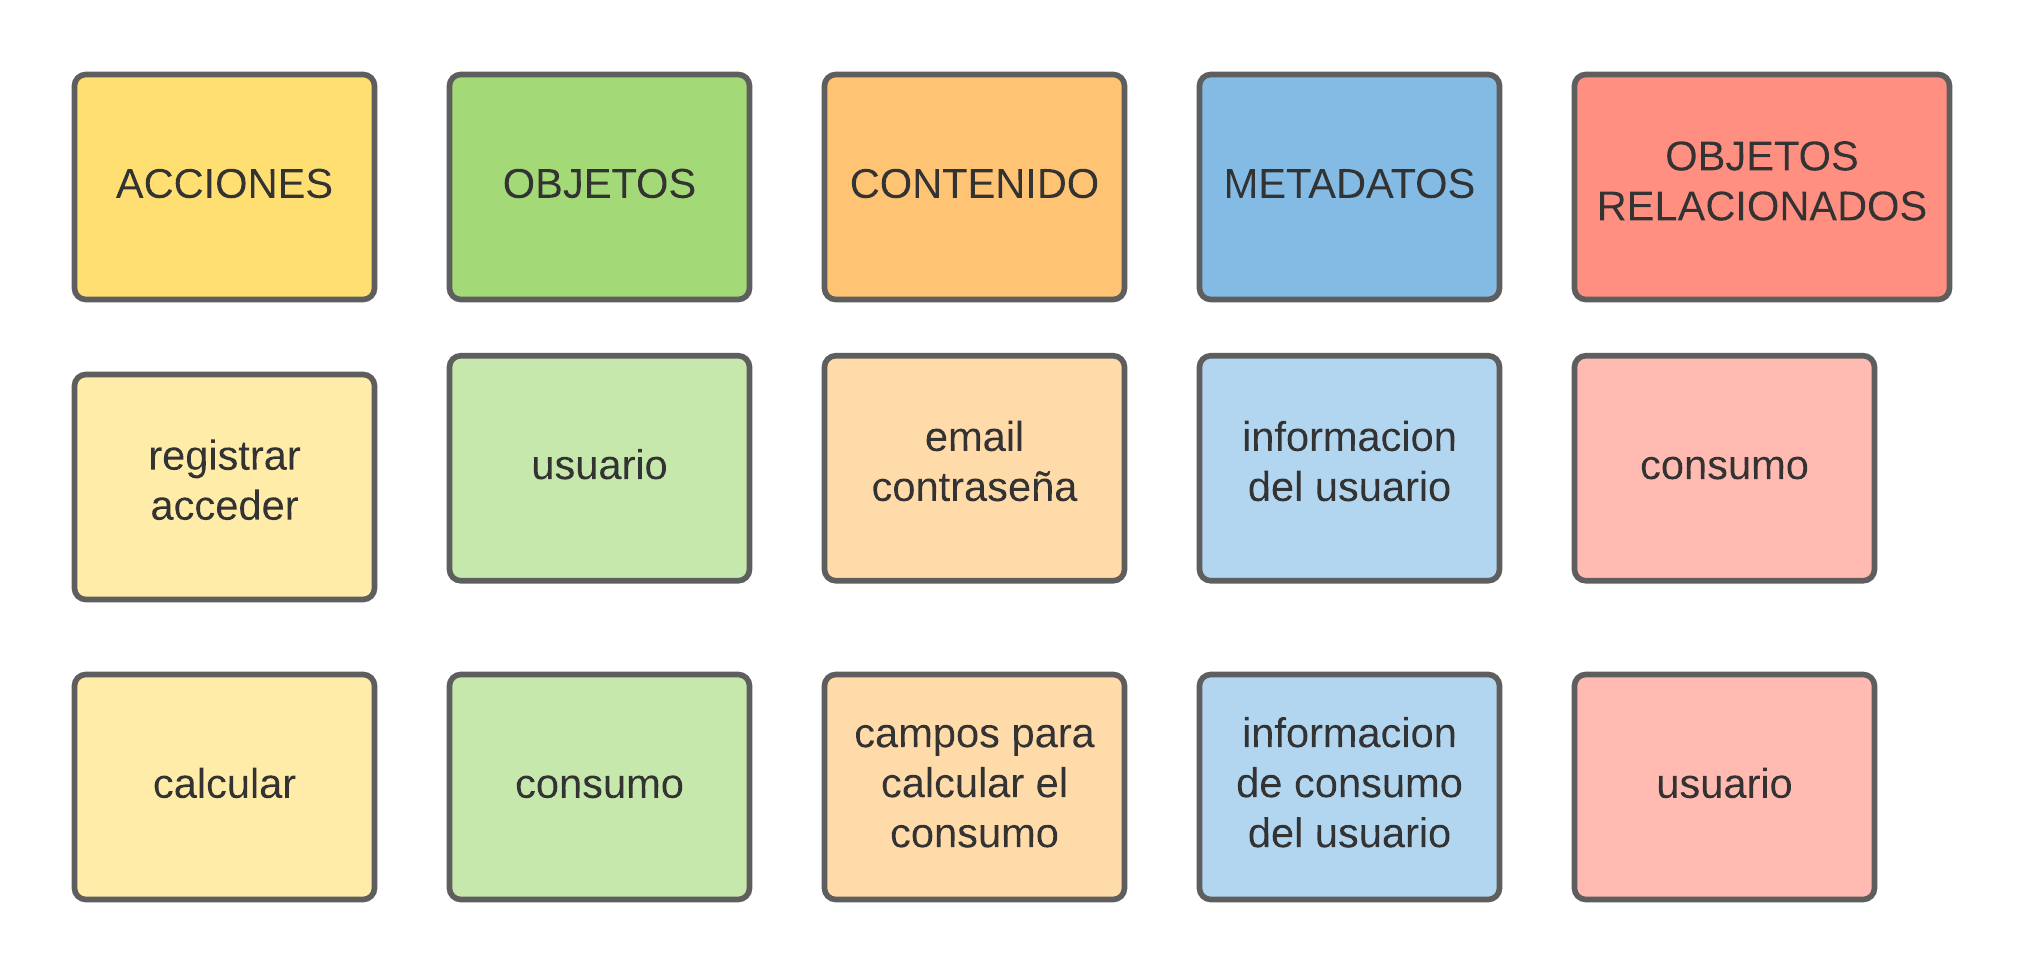 ACCIONES
OBJETOS
CONTENIDO
METADATOS
OBJETOS
RELACIONADOS
registrar
acceder
usuario
email
contraseña
informacion
del usuario
consumo
calcular
consumo
campos para
calcular el
consumo
informacion
de consumo
del usuario
usuario